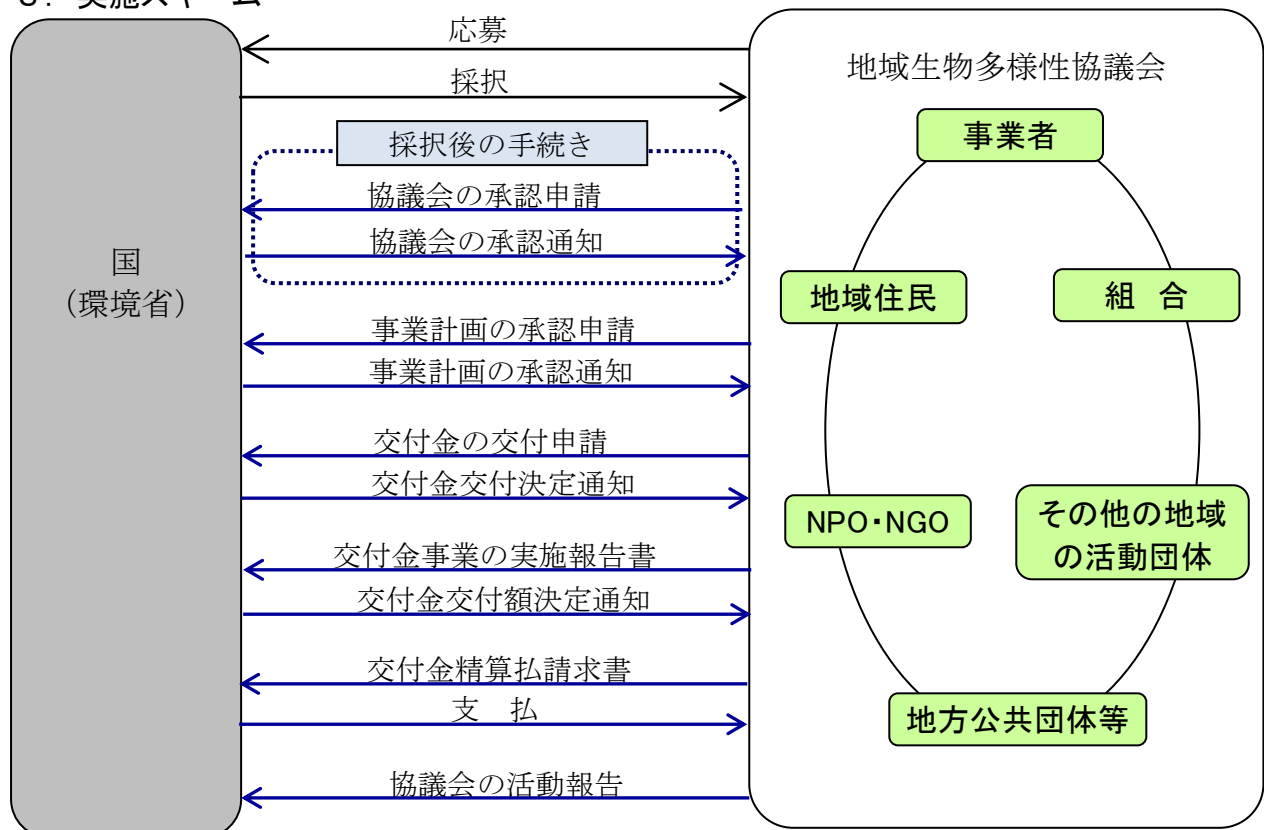 実施スキーム
応募
採択
採択後の手続き
協議会の承認申請
協議会の承認通知
事業計画の承認申請
事業計画の承認通知
交付金の交付申請
交付金交付決定通知
交付金事業の実施報告書
交付金交付額決定通知
交付金精算払請求書
支 払
協議会の活動報告
国
（環境省）
地域生物多様性協議会
事業者
地域住民
組 合
NPO・NGO
その他の地域
の活動団体
地方公共団体等